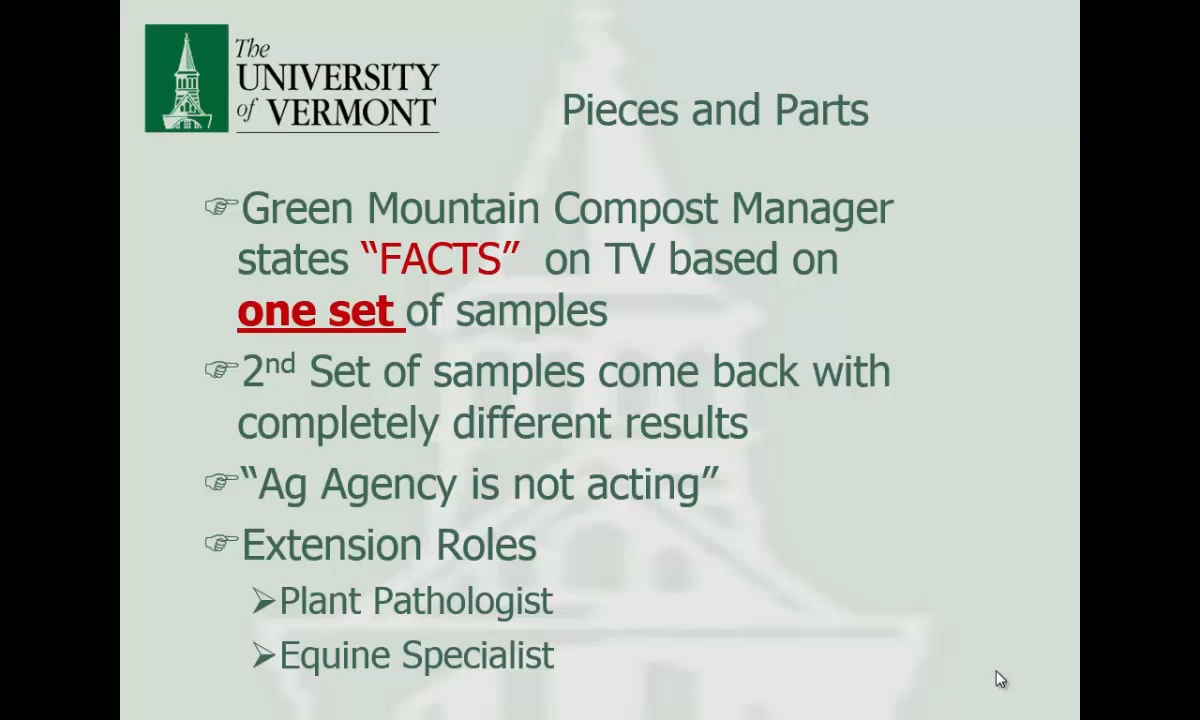 The
UNIVERSITY
of VERMONT
Pieces and Parts
Green Mountain Compost Manager
states “FACTS” on TV based on
one set of samples
2nd Set of samples come back with
completely different results
“Ag Agency is not acting”
Extension Roles
Plant Pathologist
Equine Specialist